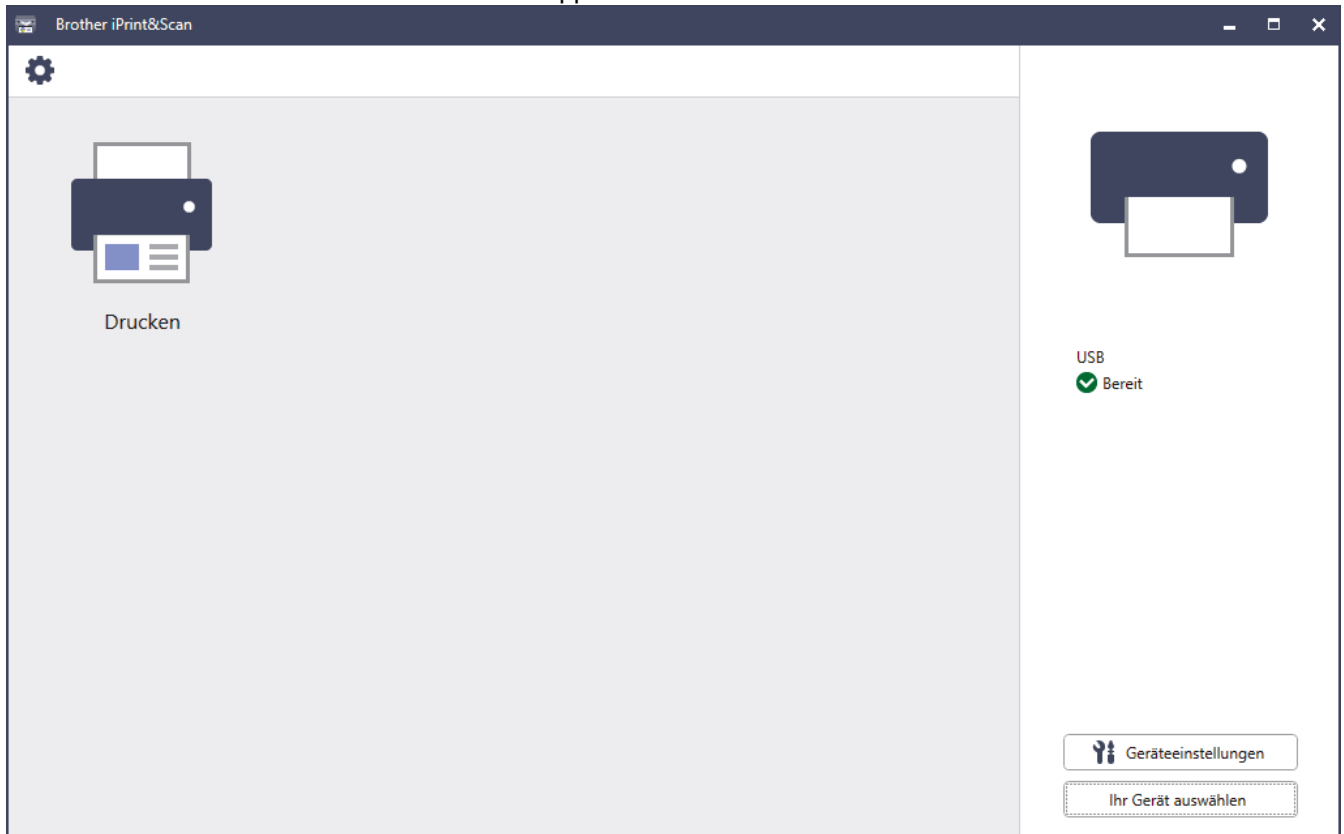 Brother iPrint&Scan
Drucken
USB
Bereit
Geräteeinstellungen
Ihr Gerät auswählen